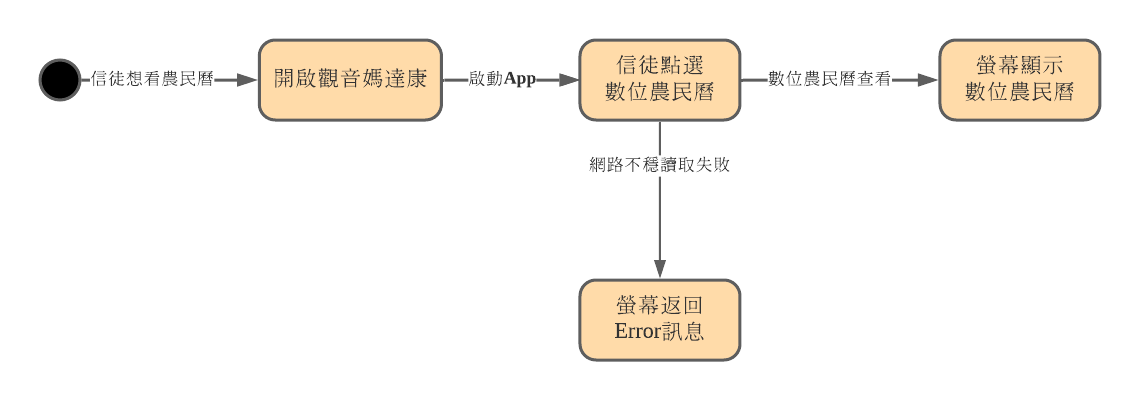 信徒想看農民曆
開啟觀音媽達康
啟動App
信徒點選
數位農民曆
數位農民曆查看
螢幕顯示
數位農民曆
網路不穩讀取失敗
螢幕返回
Error訊息